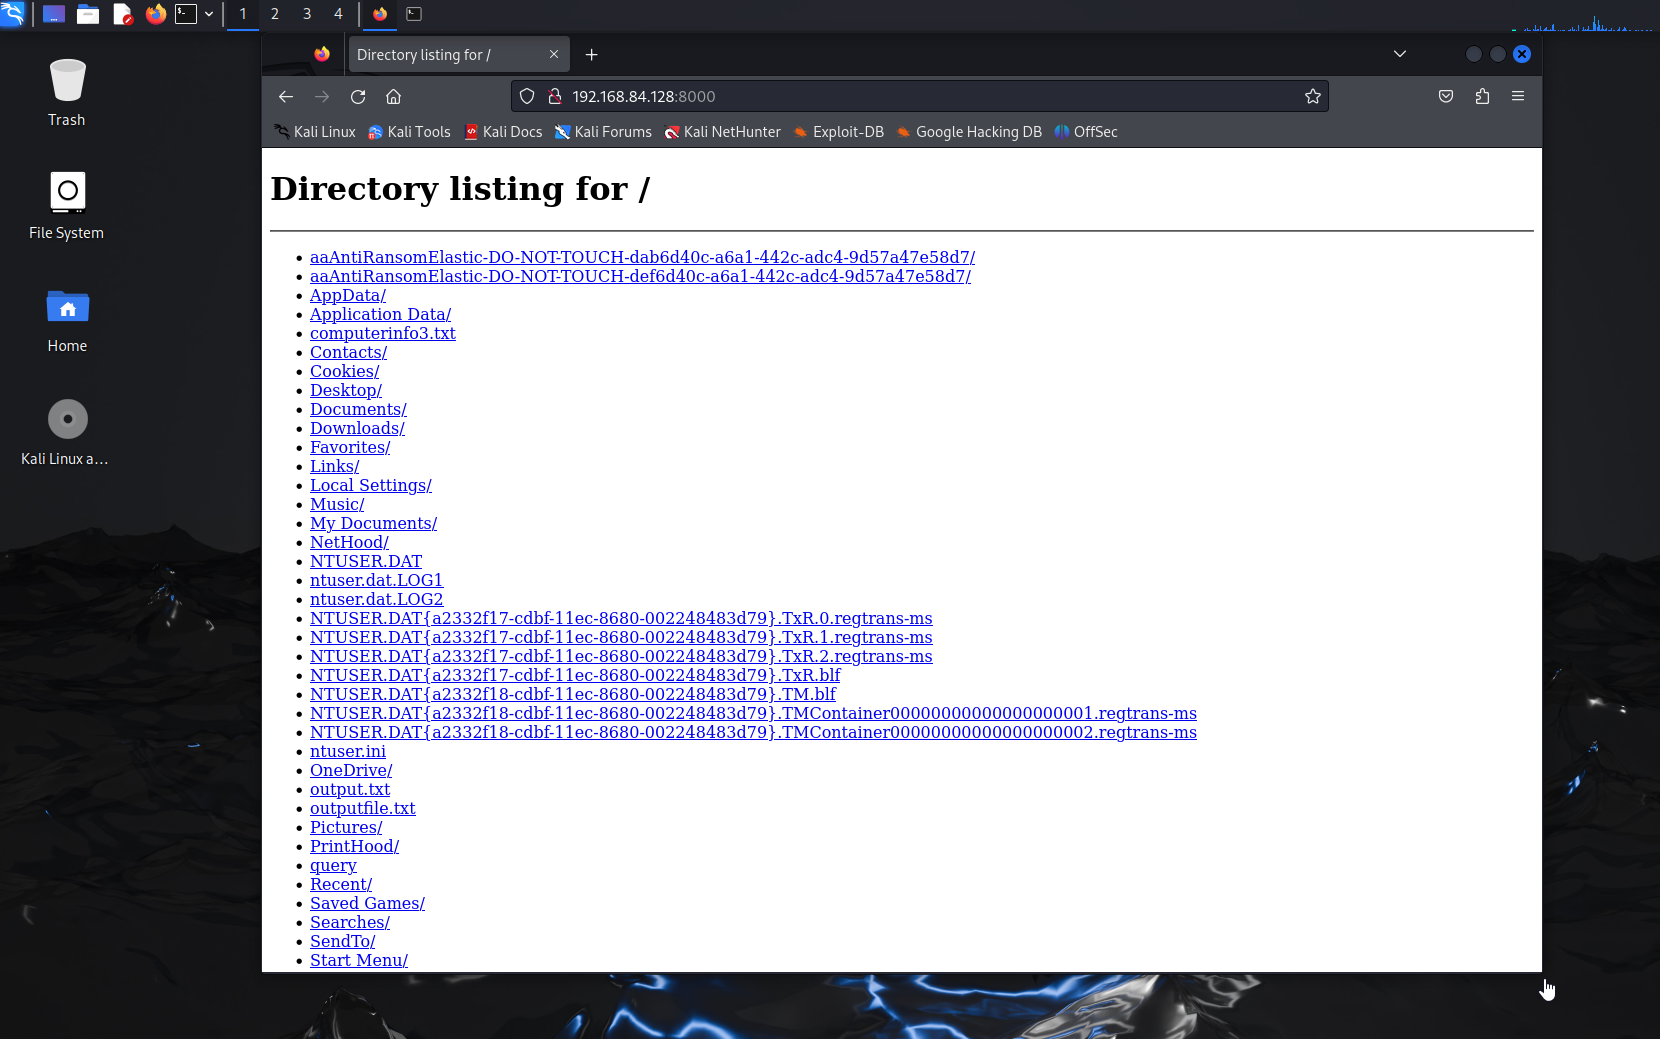 1 2 3 4
Directory listing for /
192.168.84.128:8000
Kali Linux Kali Tools Kali Docs Kali Forums Kali NetHunter Exploit-DB Google Hacking DB OffSec
Trash
File System
Home
Kali Linux a...
Directory listing for /
aaAntiRansomElastic-DO-NOT-TOUCH-dab6d40c-a6a1-442c-adc4-9d57a47e58d7/
aaAntiRansomElastic-DO-NOT-TOUCH-def6d40c-a6a1-442c-adc4-9d57a47e58d7/
AppData/
Application Data/
computerinfo3.txt
Contacts/
Cookies/
Desktop/
Documents/
Downloads/
Favorites/
Links/
Local Settings/
Music/
My Documents/
NetHood/
NTUSER.DAT
ntuser.dat.LOG1
ntuser.dat.LOG2
NTUSER.DAT{a2332f17-cdbf-11ec-8680-002248483d79}.TxR.0.regtrans-ms
NTUSER.DAT{a2332f17-cdbf-11ec-8680-002248483d79}.TxR.1.regtrans-ms
NTUSER.DAT{a2332f17-cdbf-11ec-8680-002248483d79}.TxR.2.regtrans-ms
NTUSER.DAT{a2332f17-cdbf-11ec-8680-002248483d79}.TxR.blf
NTUSER.DAT{a2332f18-cdbf-11ec-8680-002248483d79}.TM.blf
NTUSER.DAT{a2332f18-cdbf-11ec-8680-002248483d79}.TMContainer00000000000000000001.regtrans-ms
NTUSER.DAT{a2332f18-cdbf-11ec-8680-002248483d79}.TMContainer00000000000000000002.regtrans-ms
ntuser.ini
OneDrive/
output.txt
outputfile.txt
Pictures/
PrintHood/
query
Recent/
Saved Games/
Searches/
SendTo/
Start Menu/